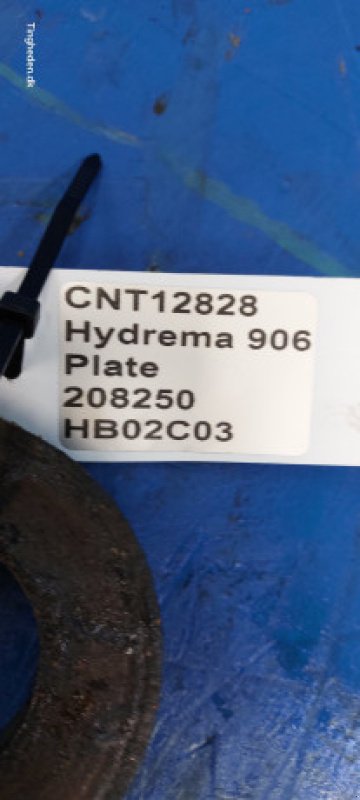 Tingheden.dk
CNT12828
Hydrema 906
Plate
208250
HB02C03